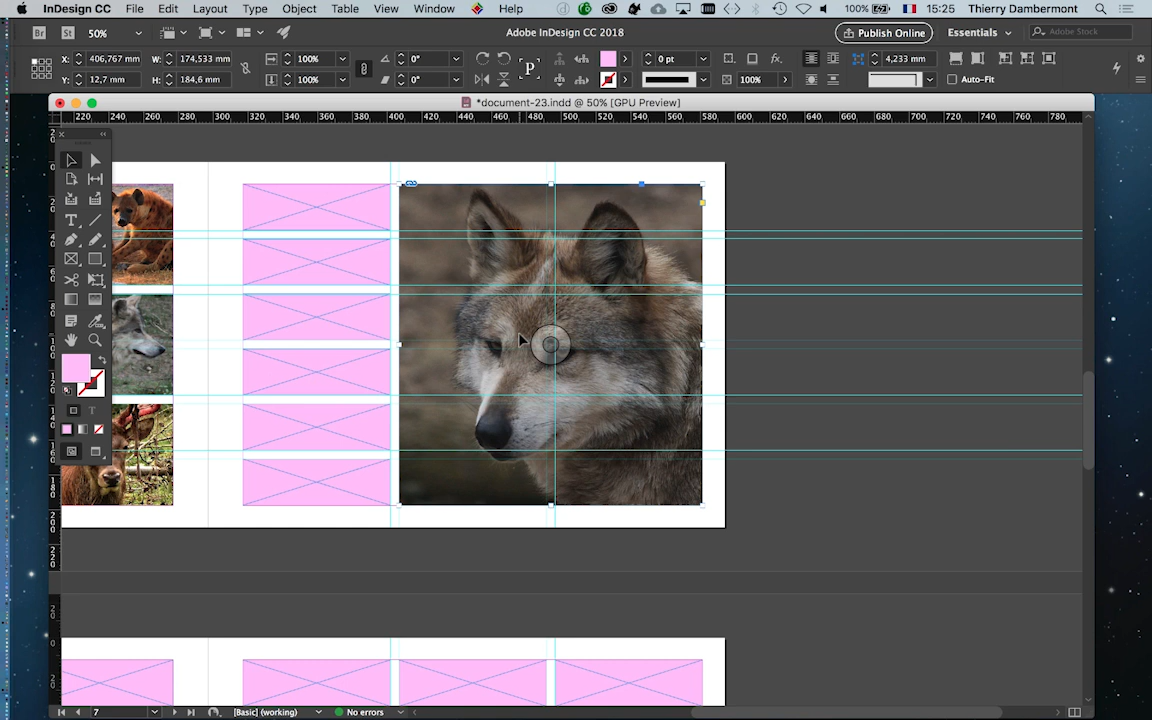 InDesign CC File Edit Layout Type Object Table View Window Help 100% 15:25 Thierry Dambermont
Br St 50% Adobe InDesign CC 2018 Publish Online Essentials Adobe Stock
X: 406,767 mm W: 174,533 mm 100% 0° P 0 pt fx. 4,233 mm
Y: 12,7 mm H: 184,6 mm 100% 0° 100% Auto-Fit
*document-23.indd @ 50% [GPU Preview]
220 240 260 280 300 320 340 360 380 400 420 440 460 480 500 520 540 560 580 600 620 640 660 680 700 720 740 760 780
T
T
7 [Basic] (working) No errors